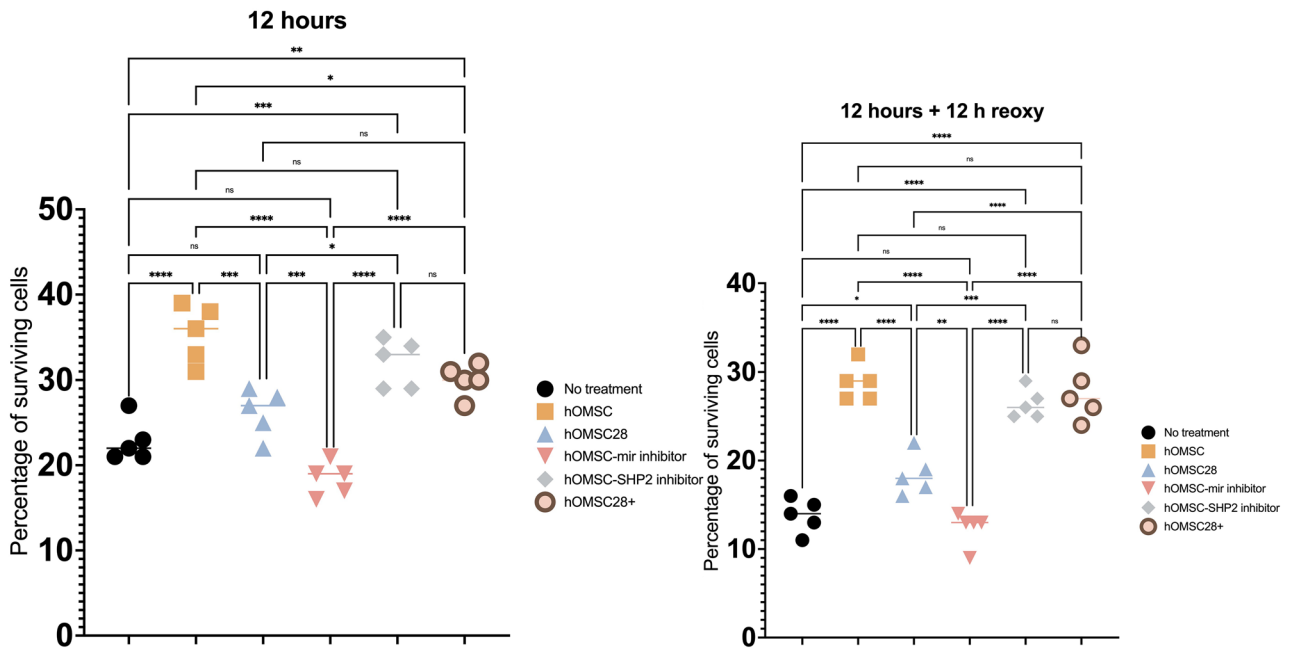 12 hours
**
*
***
ns
ns
ns
****
****
ns
*
****
***
***
****
ns
Percentage of surviving cells
50
40
30
20
10
0
No treatment
hOMSC
hOMSC28
hOMSC-mir inhibitor
hOMSC-SHP2 inhibitor
hOMSC28+
12 hours + 12 h reoxy
****
ns
****
****
ns
ns
****
****
*
***
****
****
**
****
ns
Percentage of surviving cells
40
30
20
10
0
No treatment
hOMSC
hOMSC28
hOMSC-mir inhibitor
hOMSC-SHP2 inhibitor
hOMSC28+